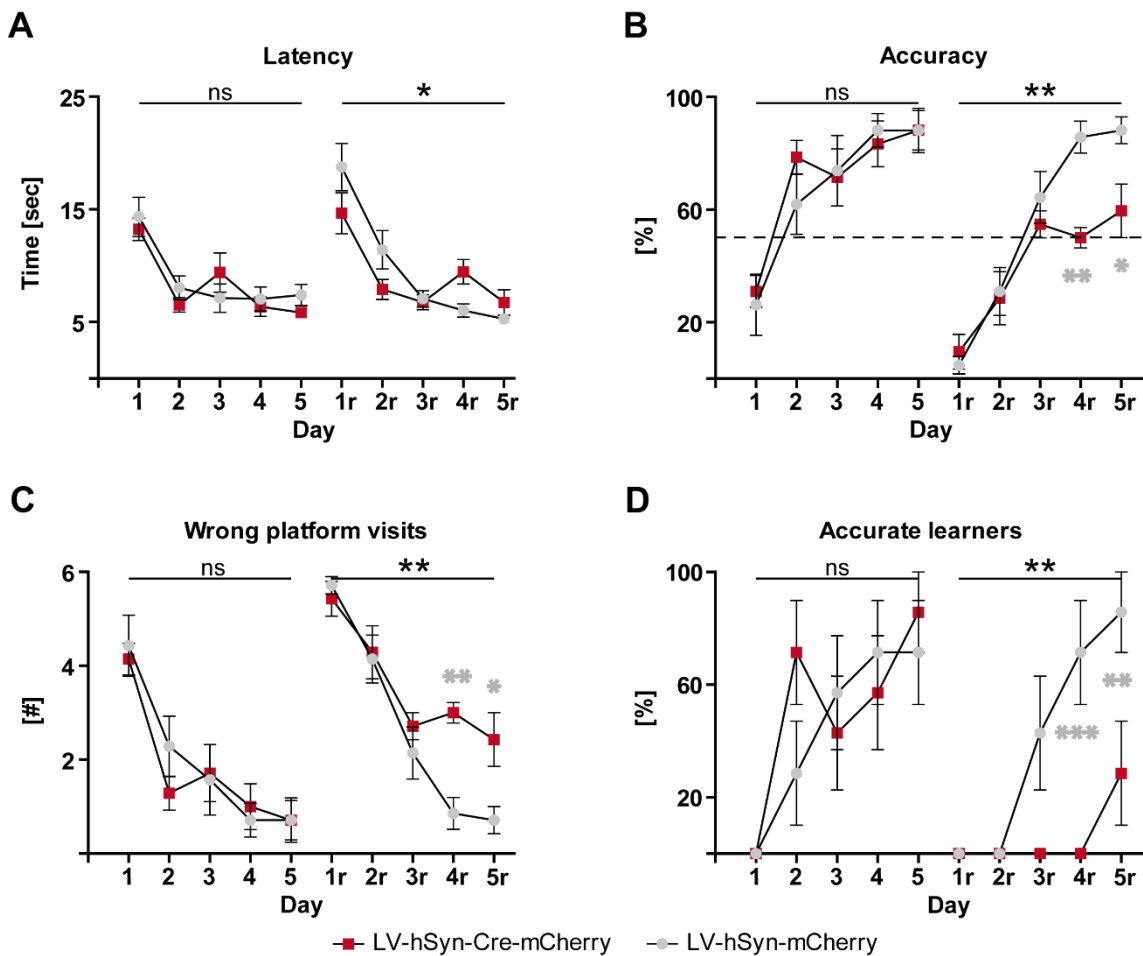 A
Latency
ns
*
25
15
5
Time [sec]
1 2 3 4 5 1r 2r 3r 4r 5r
Day
B
Accuracy
ns
**
100
60
20
[%]
**
*
1 2 3 4 5 1r 2r 3r 4r 5r
Day
C
Wrong platform visits
ns
**
6
4
2
[#]
**
*
1 2 3 4 5 1r 2r 3r 4r 5r
Day
D
Accurate learners
ns
**
100
60
20
[%]
**
***
1 2 3 4 5 1r 2r 3r 4r 5r
Day
LV-hSyn-Cre-mCherry LV-hSyn-mCherry